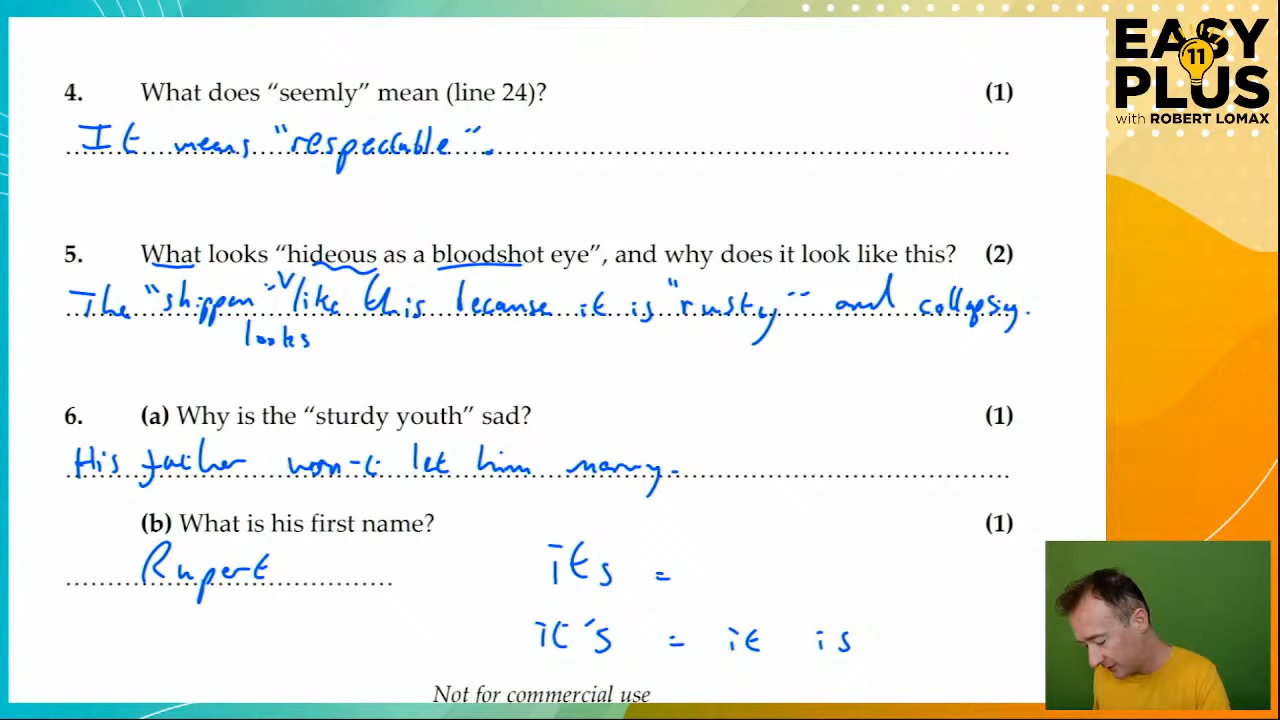 EASY
11
PLUS
with ROBERT LOMAX
4. What does “seemly” mean (line 24)? (1)
It means "respectable".
5. What looks “hideous as a bloodshot eye”, and why does it look like this? (2)
The "shippen" like this because it is "rusty" and collapsy.
looks
6. (a) Why is the “sturdy youth” sad? (1)
His father won't let him marry.
(b) What is his first name? (1)
Rupert
its =
it's = it is
Not for commercial use